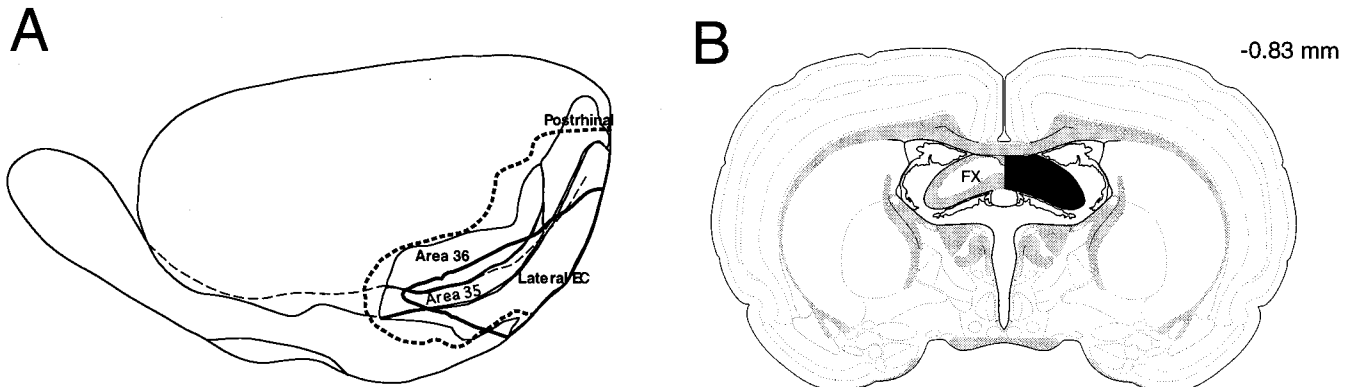 A
Postrhinal
Area 36
Lateral EC
Area 35
B
-0.83 mm
FX